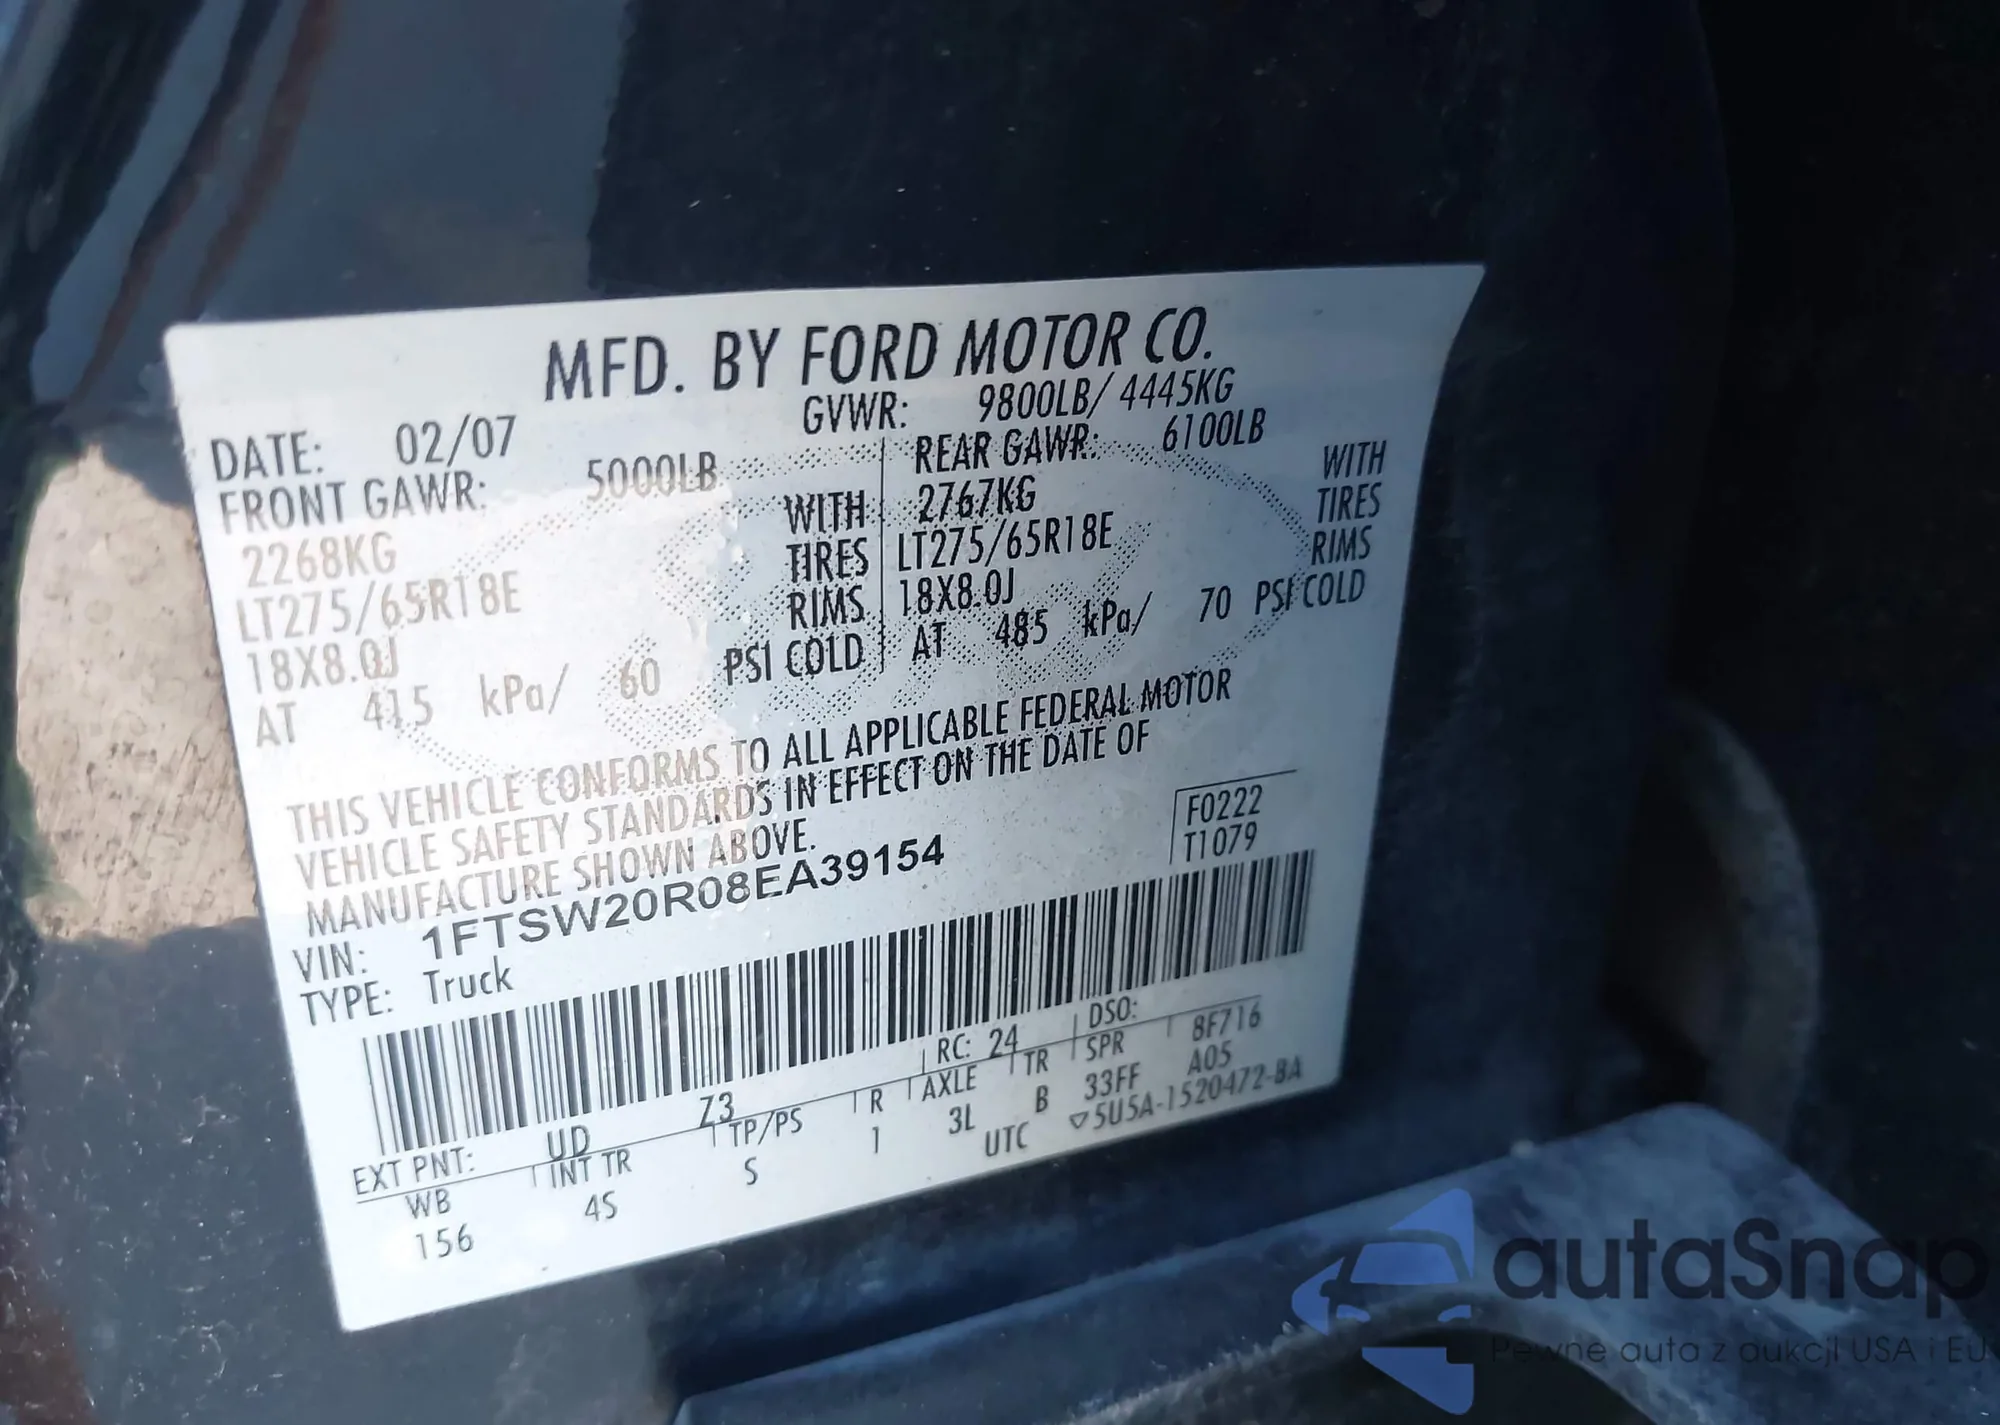 MFD. BY FORD MOTOR CO.
DATE: 02/07 GVWR: 9800LB/ 4445KG
FRONT GAWR: 5000LB REAR GAWR: 6100LB
2268KG WITH 2767KG WITH
LT275/65R18E TIRES LT275/65R18E TIRES
18X8.0J RIMS 18X8.0J RIMS
AT 415 kPa/ 60 PSI COLD AT 485 kPa/ 70 PSI COLD
THIS VEHICLE CONFORMS TO ALL APPLICABLE FEDERAL MOTOR
VEHICLE SAFETY STANDARDS IN EFFECT ON THE DATE OF
MANUFACTURE SHOWN ABOVE.
F0222
T1079
VIN: 1FTSW20R08EA39154
TYPE: Truck
EXT PNT: UD Z3 RC: 24 DSO: 8F716
WB INT TR TP/PS R AXLE TR SPR A05
156 4S S 1 3L B 33FF
UTC ▽5U5A-1520472-BA
autaSnap
Pewne auta z aukcji USA i EU